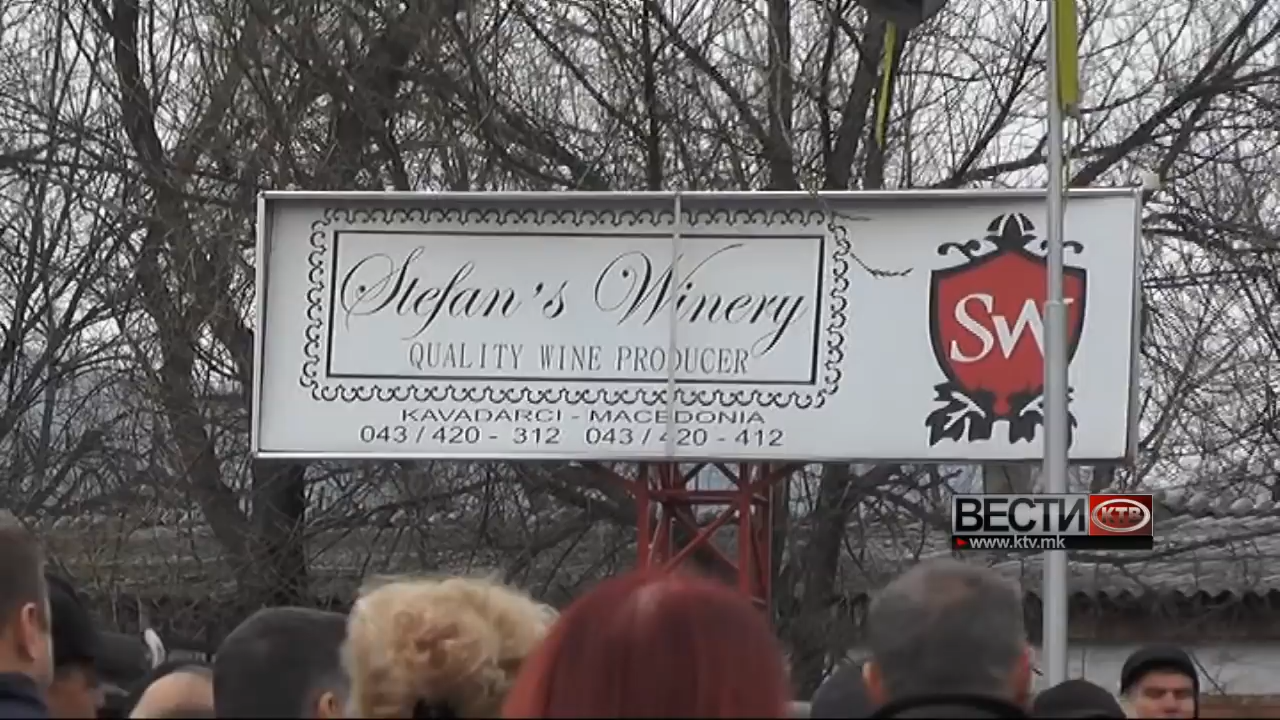 Stefan's Winery
QUALITY WINE PRODUCER
KAVADARCI - MACEDONIA
043 / 420 - 312 043 / 420 - 412
SW
ВЕСТИ КТВ
www.ktv.mk